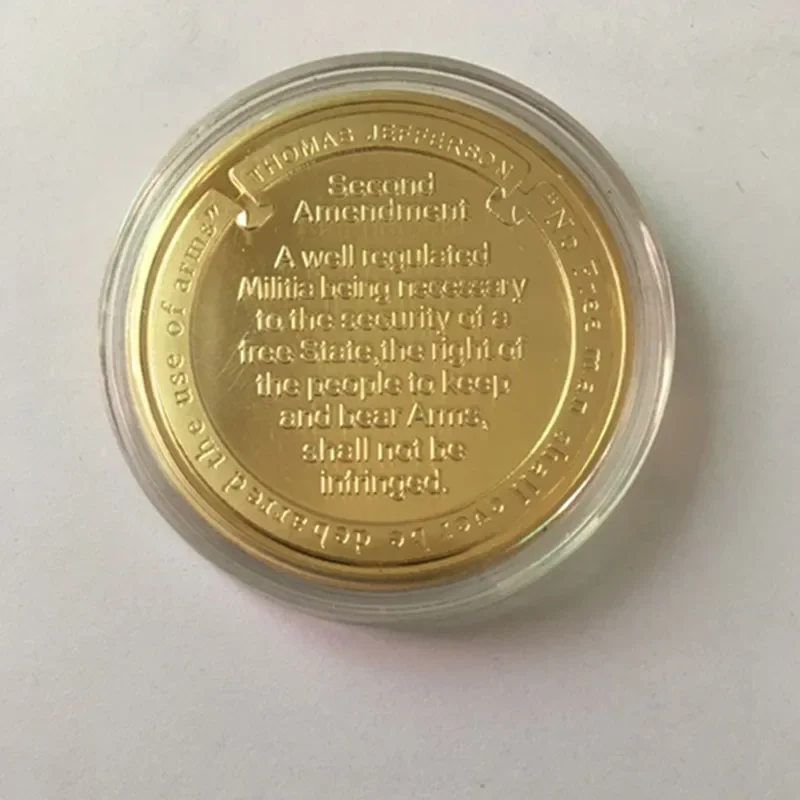 THOMAS JEFFERSON
"No Free man shall ever be debarred the use of arms"
Second
Amendment
A well regulated
Militia being necessary
to the security of a
free State, the right of
the people to keep
and bear Arms,
shall not be
infringed.